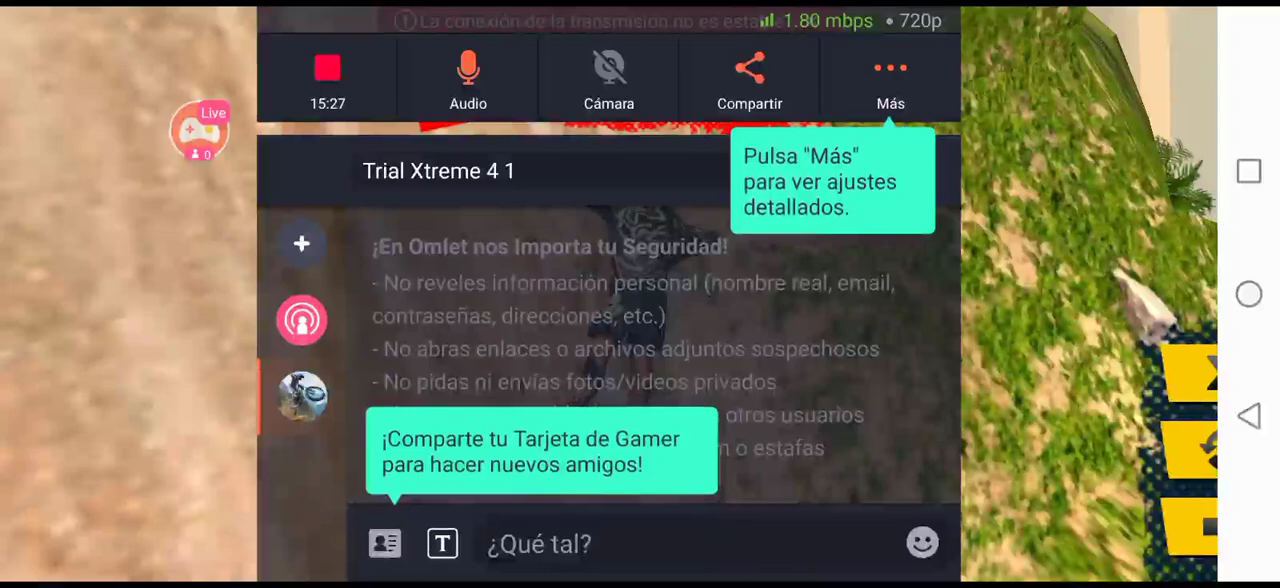 La conexión de la transmisión no es
1.80 mbps • 720p
15:27
Audio
Cámara
Compartir
Más
Live
0
Trial Xtreme 4 1
Pulsa "Más"
para ver ajustes
detallados.
¡En Omlet nos Importa tu Seguridad!
- No reveles información personal (nombre real, email,
contraseñas, direcciones, etc.)
- No abras enlaces o archivos adjuntos sospechosos
- No pidas ni envías fotos/videos privados
otros usuarios
o estafas
¡Comparte tu Tarjeta de Gamer
para hacer nuevos amigos!
T
¿Qué tal?